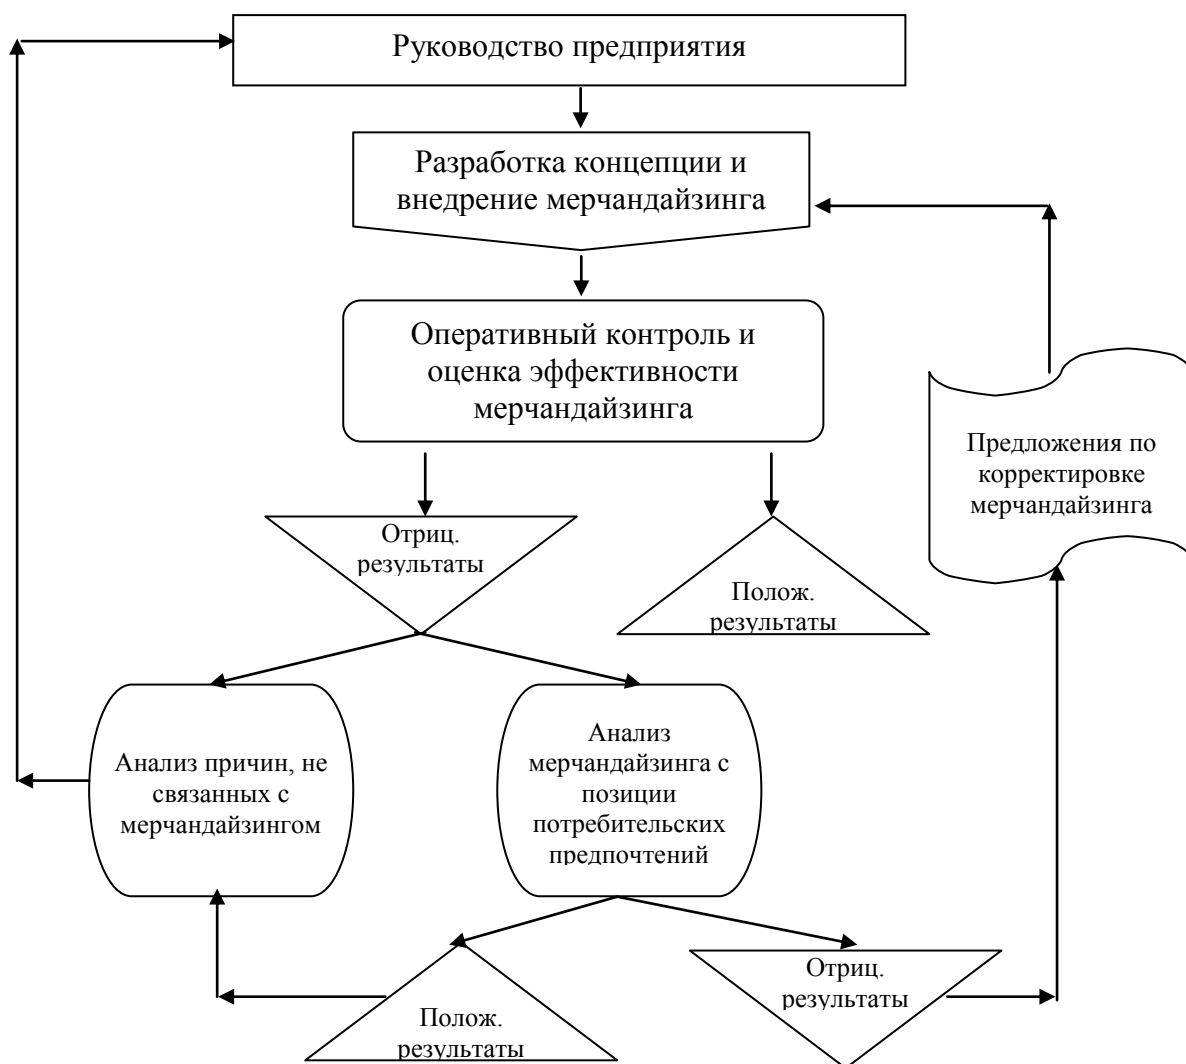 Руководство предприятия
Разработка концепции и
внедрение мерчандайзинга
Оперативный контроль и
оценка эффективности
мерчандайзинга
Предложения по
корректировке
мерчандайзинга
Отриц.
результаты
Полож.
результаты
Анализ причин, не
связанных с
мерчандайзингом
Анализ
мерчандайзинга с
позиции
потребительских
предпочтений
Полож.
результаты
Отриц.
результаты